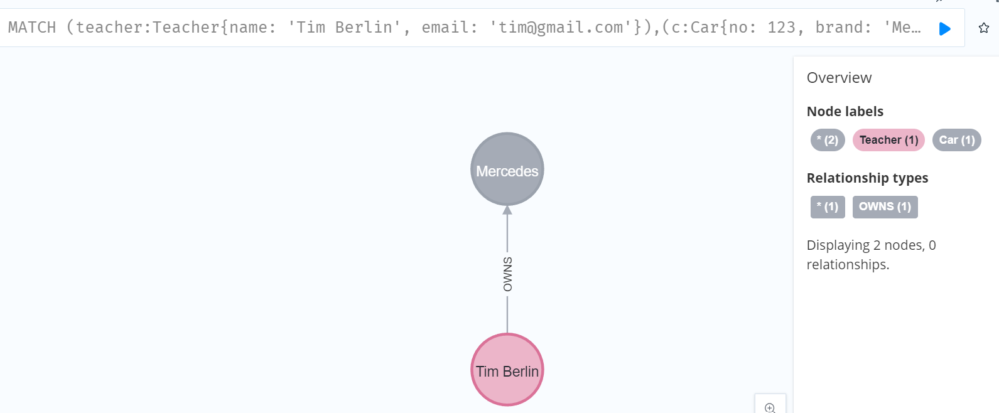 MATCH (teacher:Teacher{name: 'Tim Berlin', email: 'tim@gmail.com'}),(c:Car{no: 123, brand: 'Me…
Overview
Node labels
* (2) Teacher (1) Car (1)
Relationship types
* (1) OWNS (1)
Displaying 2 nodes, 0
relationships.
Mercedes
OWNS
Tim Berlin